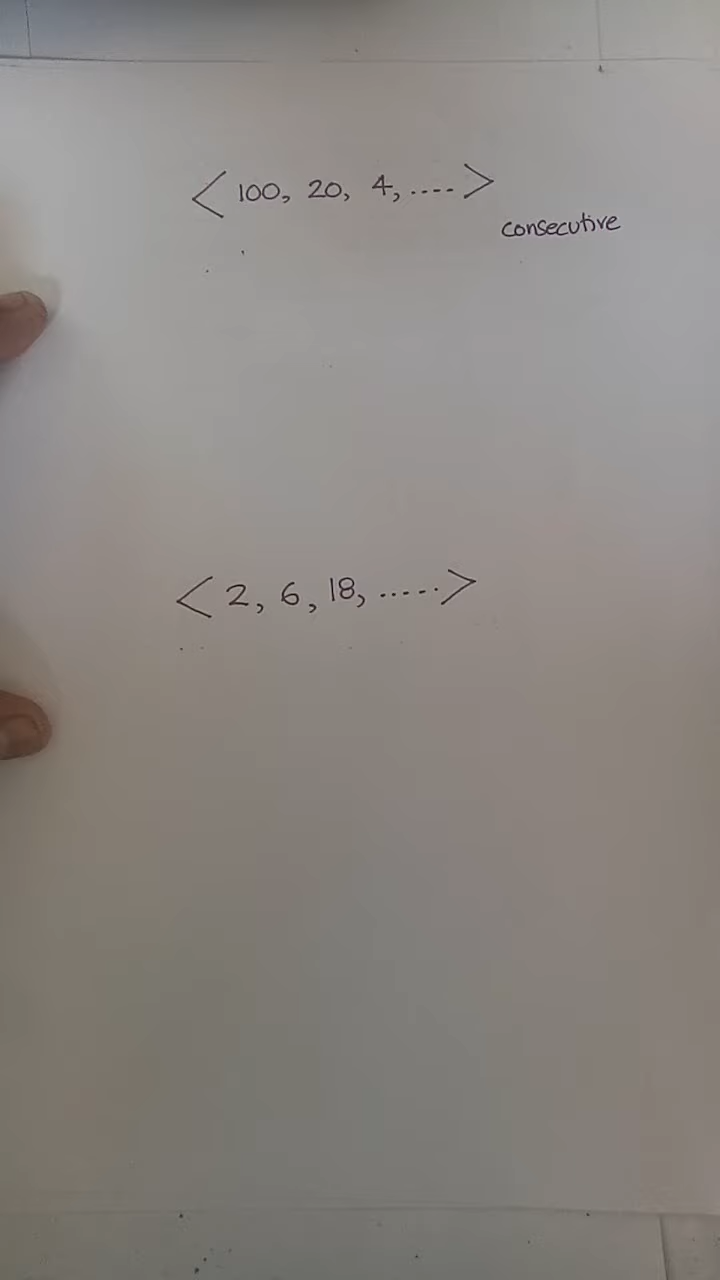 < 100, 20, 4, .... >
consecutive
< 2, 6, 18, ..... >